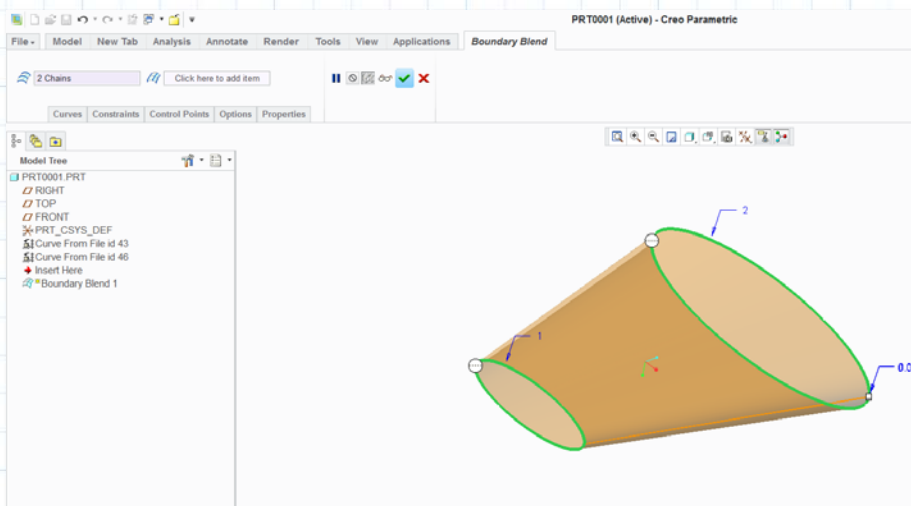 PRT0001 (Active) - Creo Parametric
File Model New Tab Analysis Annotate Render Tools View Applications Boundary Blend
2 Chains Click here to add item
Curves Constraints Control Points Options Properties
Model Tree
PRT0001.PRT
RIGHT
TOP
FRONT
PRT_CSYS_DEF
Curve From File id 43
Curve From File id 46
Insert Here
Boundary Blend 1
2
1
0.0